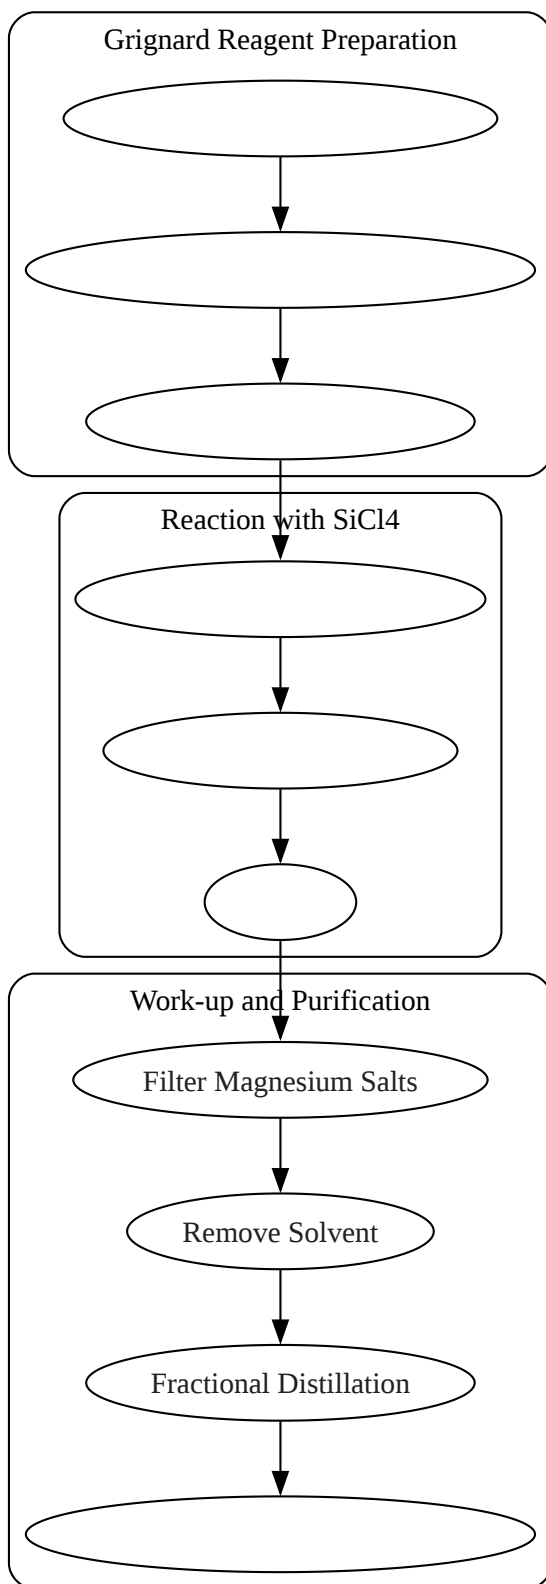 Grignard Reagent Preparation
Reaction with SiCl4
Work-up and Purification
Filter Magnesium Salts
Remove Solvent
Fractional Distillation